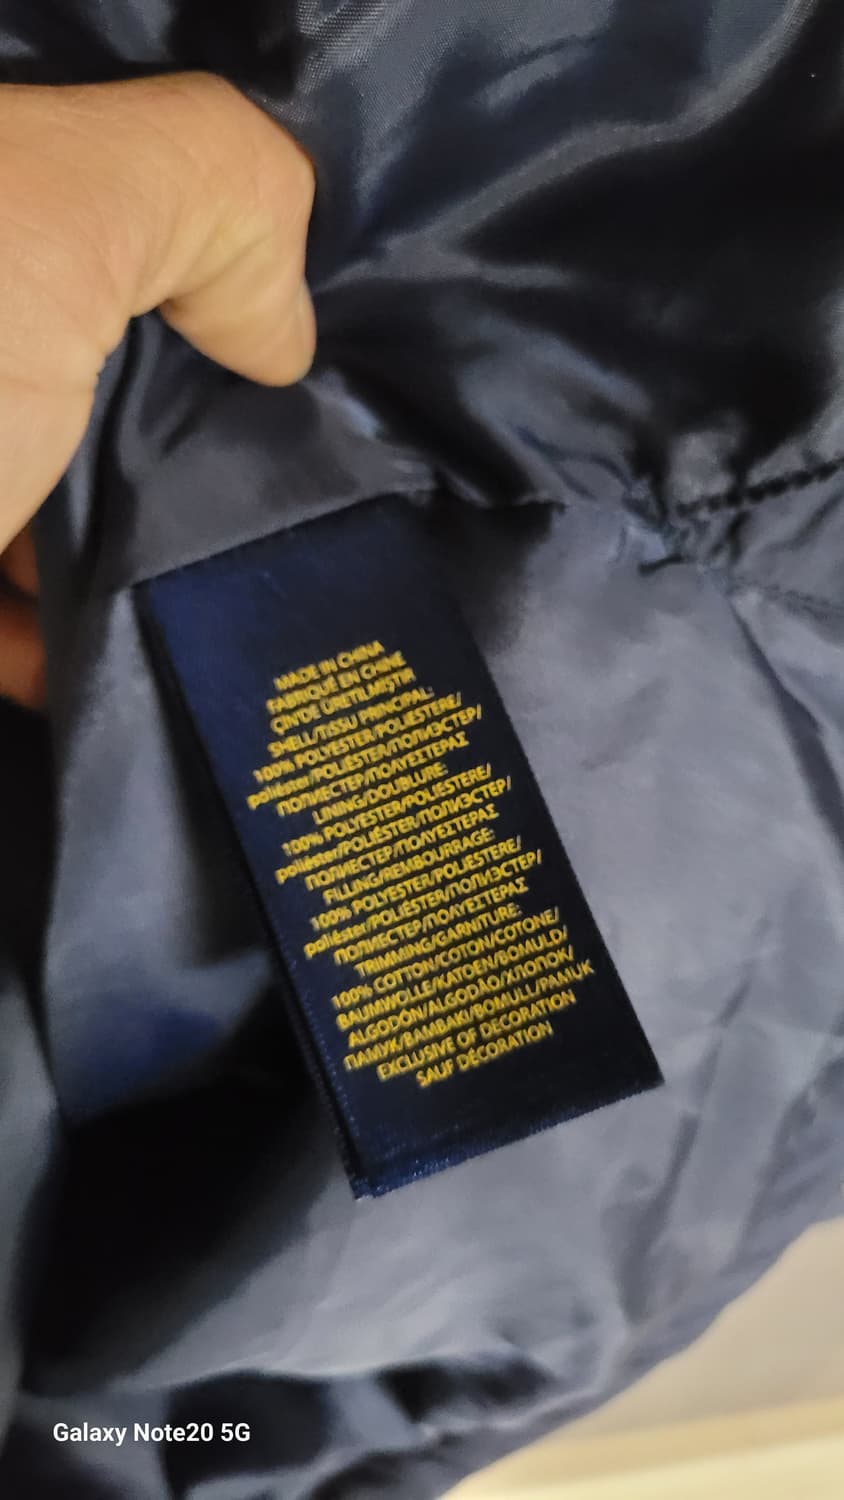 MADE IN CHINA
FABRIQUÉ EN CHINE
ÇİN'DE ÜRETİLMİŞTİR
SHELL/TISSU PRINCIPAL:
100% POLYESTER/POLIESTERE/
poliéster/POLIÉSTER/ПОЛИЭСТЕР/
ПОЛИЕСТЕР/ΠΟΛΥΕΣΤΕΡΑΣ
LINING/DOUBLURE:
100% POLYESTER/POLIESTERE/
poliéster/POLIÉSTER/ПОЛИЭСТЕР/
ПОЛИЕСТЕР/ΠΟΛΥΕΣΤΕΡΑΣ
FILLING/REMBOURRAGE:
100% POLYESTER/POLIESTERE/
poliéster/POLIÉSTER/ПОЛИЭСТЕР/
ПОЛИЕСТЕР/ΠΟΛΥΕΣΤΕΡΑΣ
TRIMMING/GARNITURE:
100% COTTON/COTON/COTONE/
BAUMWOLLE/KATOEN/BOMULD/
ALGODÓN/ALGODÃO/ХЛОПОК/
ПАМУК/BAMBAKI/BOMULL/PAMUK
EXCLUSIVE OF DECORATION
SAUF DÉCORATION
Galaxy Note20 5G